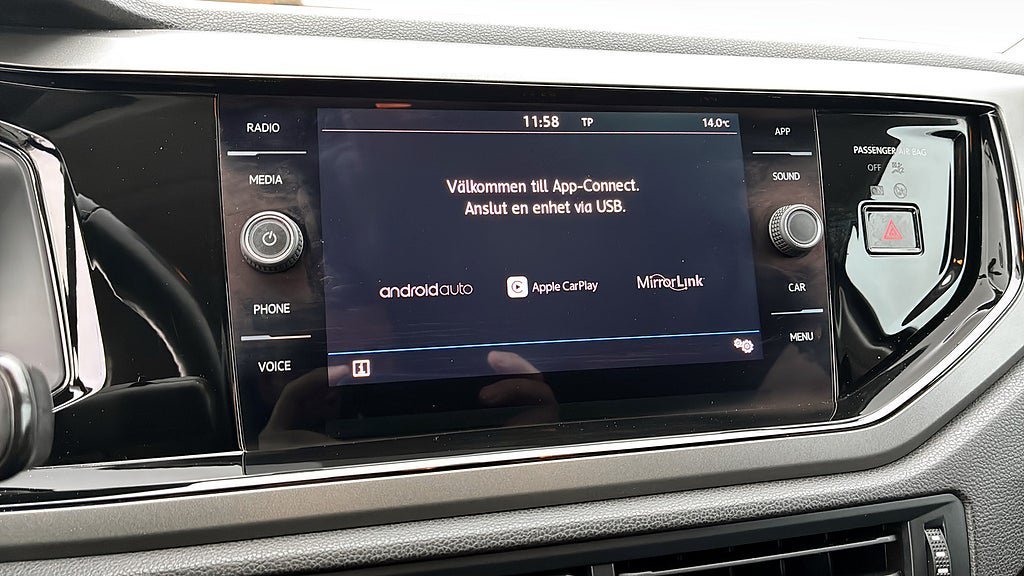 RADIO
MEDIA
PHONE
VOICE
11:58 TP 14.0°C
Välkommen till App-Connect.
Anslut en enhet via USB.
androidauto Apple CarPlay MirrorLink
APP
SOUND
CAR
MENU
PASSENGER AIR BAG
OFF